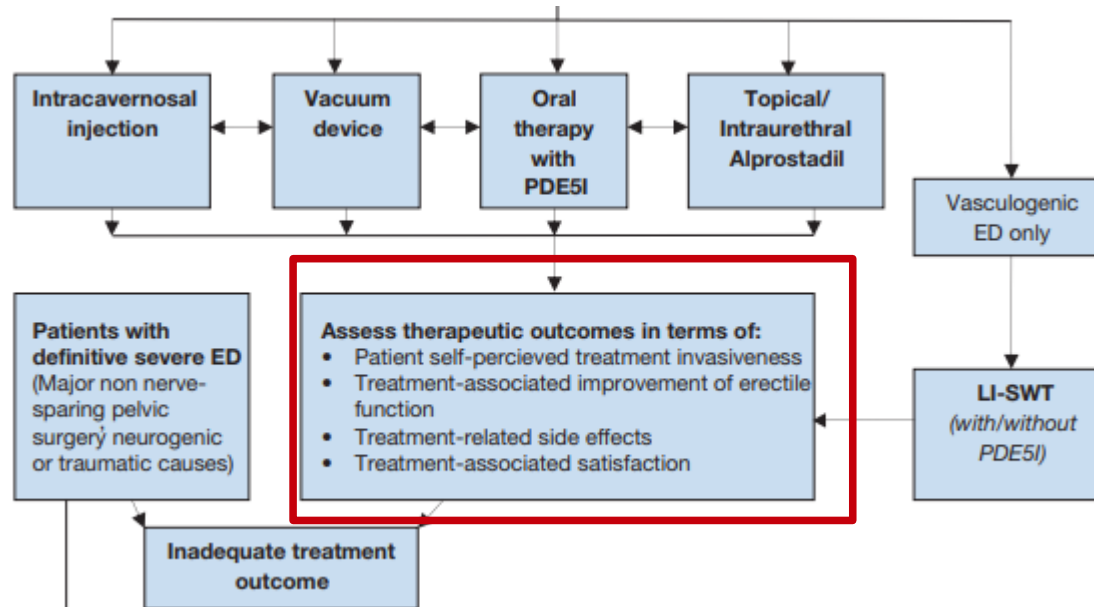 Intracavernosal
injection
Vacuum
device
Oral
therapy
with
PDE5I
Topical/
Intraurethral
Alprostadil
Vasculogenic
ED only
Patients with
definitive severe ED
(Major non nerve-
sparing pelvic
surgery̓ neurogenic
or traumatic causes)
Assess therapeutic outcomes in terms of:
• Patient self-percieved treatment invasiveness
• Treatment-associated improvement of erectile
function
• Treatment-related side effects
• Treatment-associated satisfaction
LI-SWT
(with/without
PDE5I)
Inadequate treatment
outcome